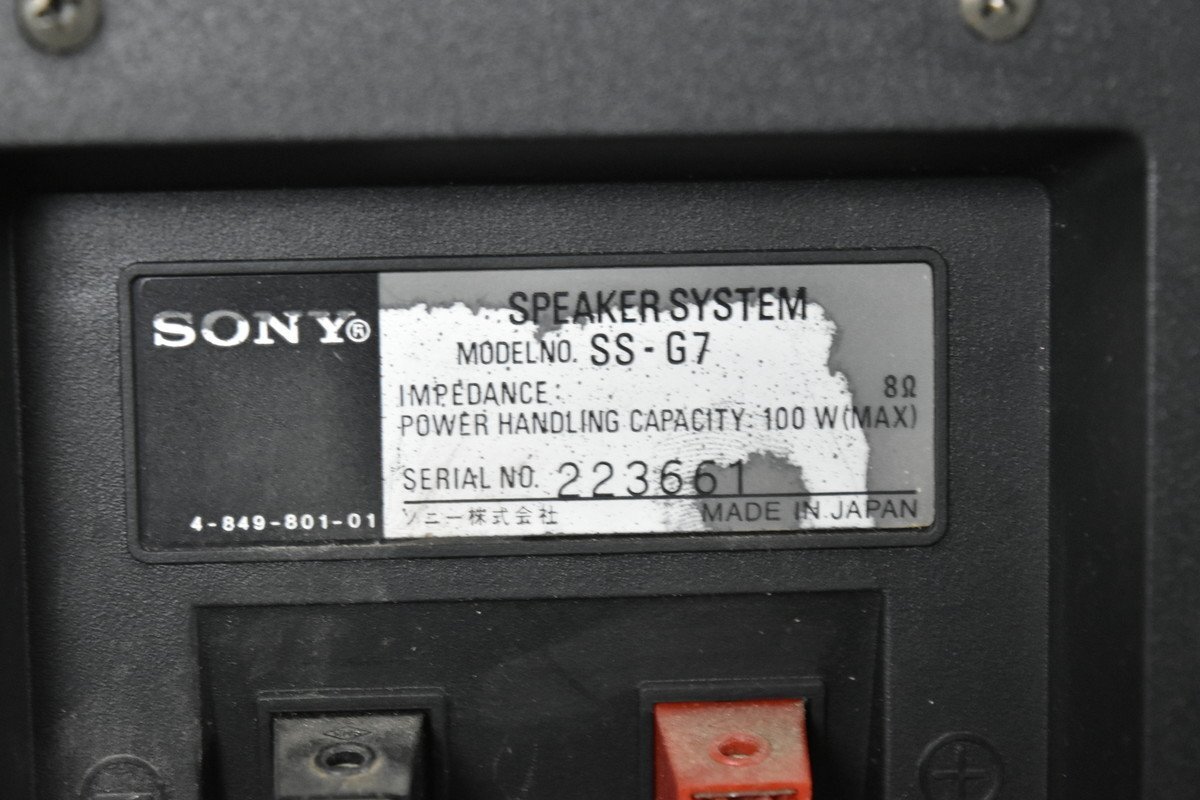 SONY®
4-849-801-01
SPEAKER SYSTEM
MODEL NO. SS-G7
IMPEDANCE: 8Ω
POWER HANDLING CAPACITY: 100 W(MAX)
SERIAL NO. 223661
ソニー株式会社 MADE IN JAPAN